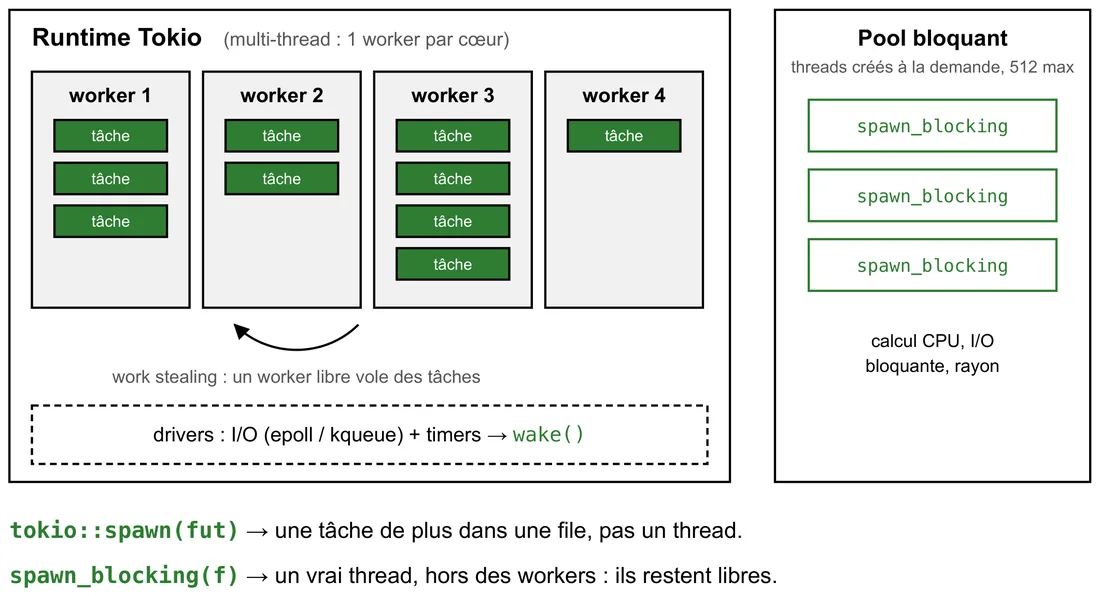 Runtime Tokio (multi-thread : 1 worker par cœur)
worker 1
tâche
tâche
tâche
worker 2
tâche
tâche
worker 3
tâche
tâche
tâche
tâche
worker 4
tâche
work stealing : un worker libre vole des tâches
drivers : I/O (epoll / kqueue) + timers → wake()
Pool bloquant
threads créés à la demande, 512 max
spawn_blocking
spawn_blocking
spawn_blocking
calcul CPU, I/O
bloquante, rayon
tokio::spawn(fut) → une tâche de plus dans une file, pas un thread.
spawn_blocking(f) → un vrai thread, hors des workers : ils restent libres.